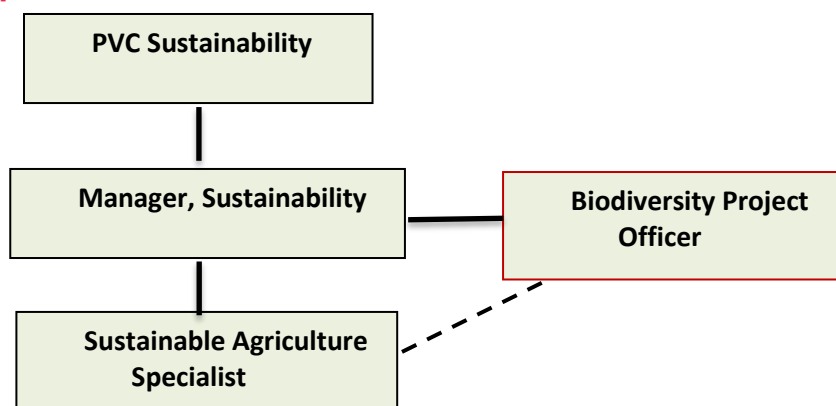 PVC Sustainability
Manager, Sustainability
Biodiversity Project
Officer
Sustainable Agriculture
Specialist